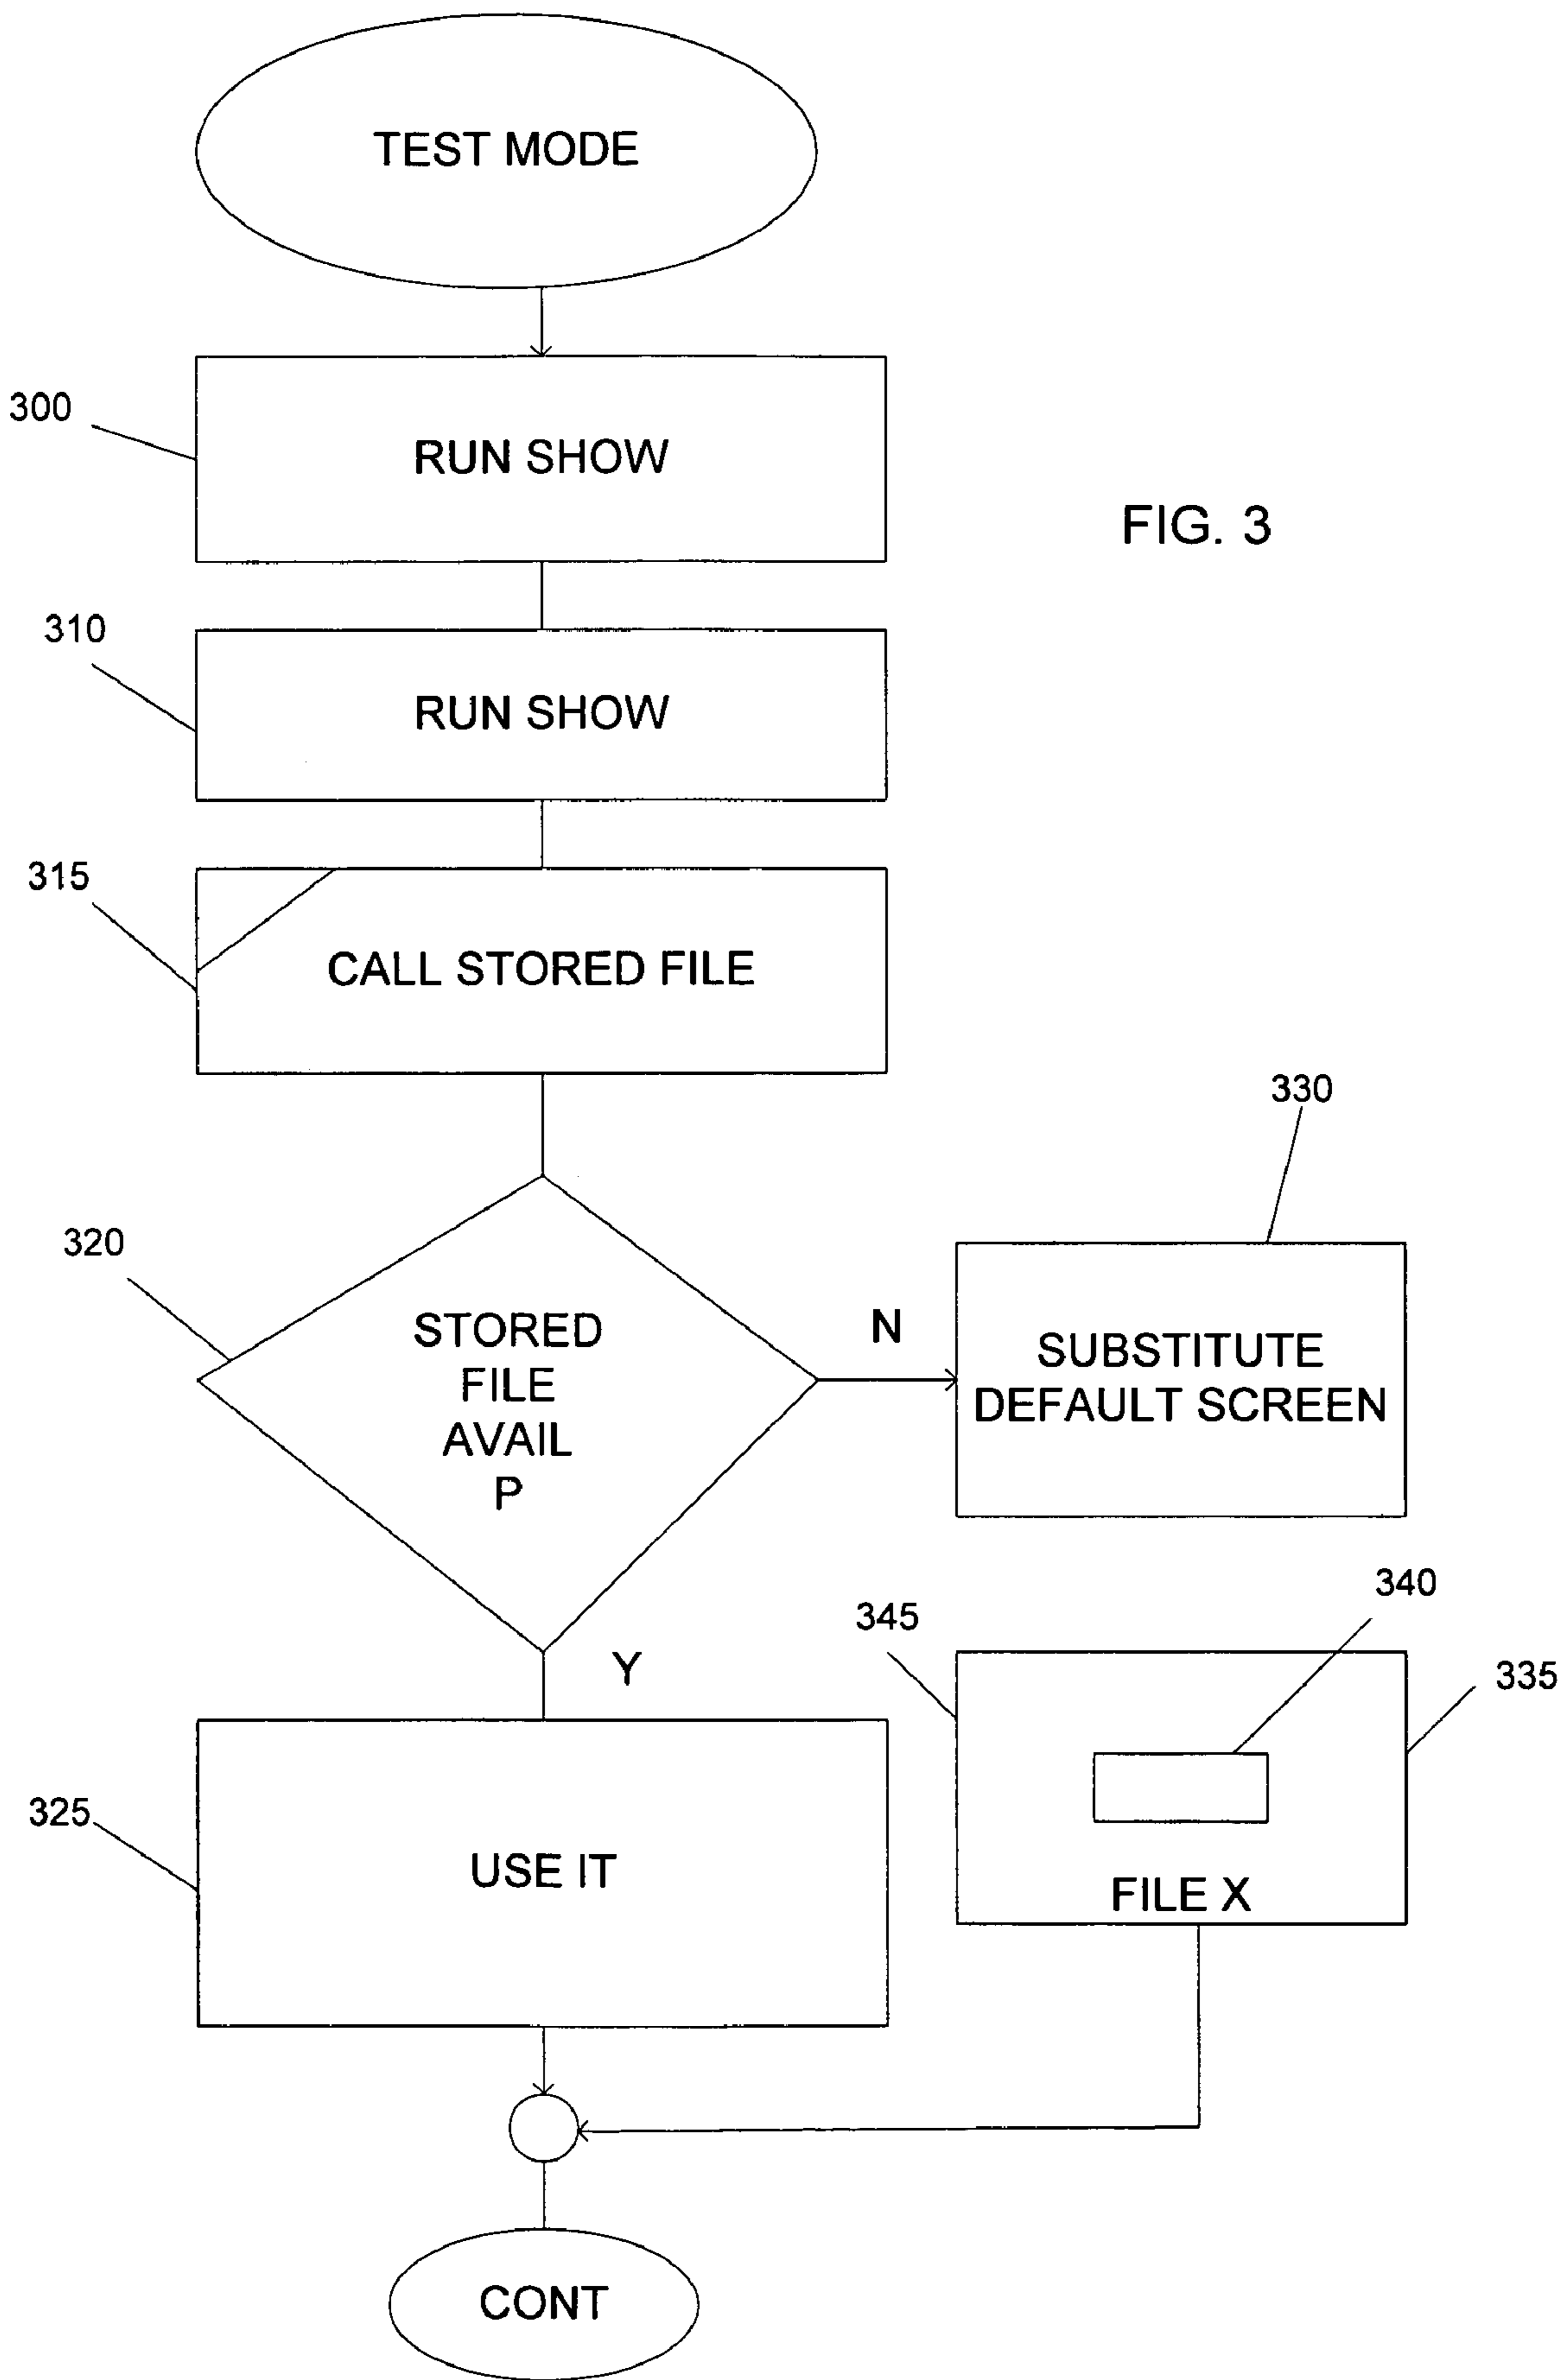 TEST MODE
300
RUN SHOW
FIG. 3
310
RUN SHOW
315
CALL STORED FILE
330
320
STORED
FILE
AVAIL
P
N
SUBSTITUTE
DEFAULT SCREEN
340
345
335
Y
325
USE IT
FILE X
CONT